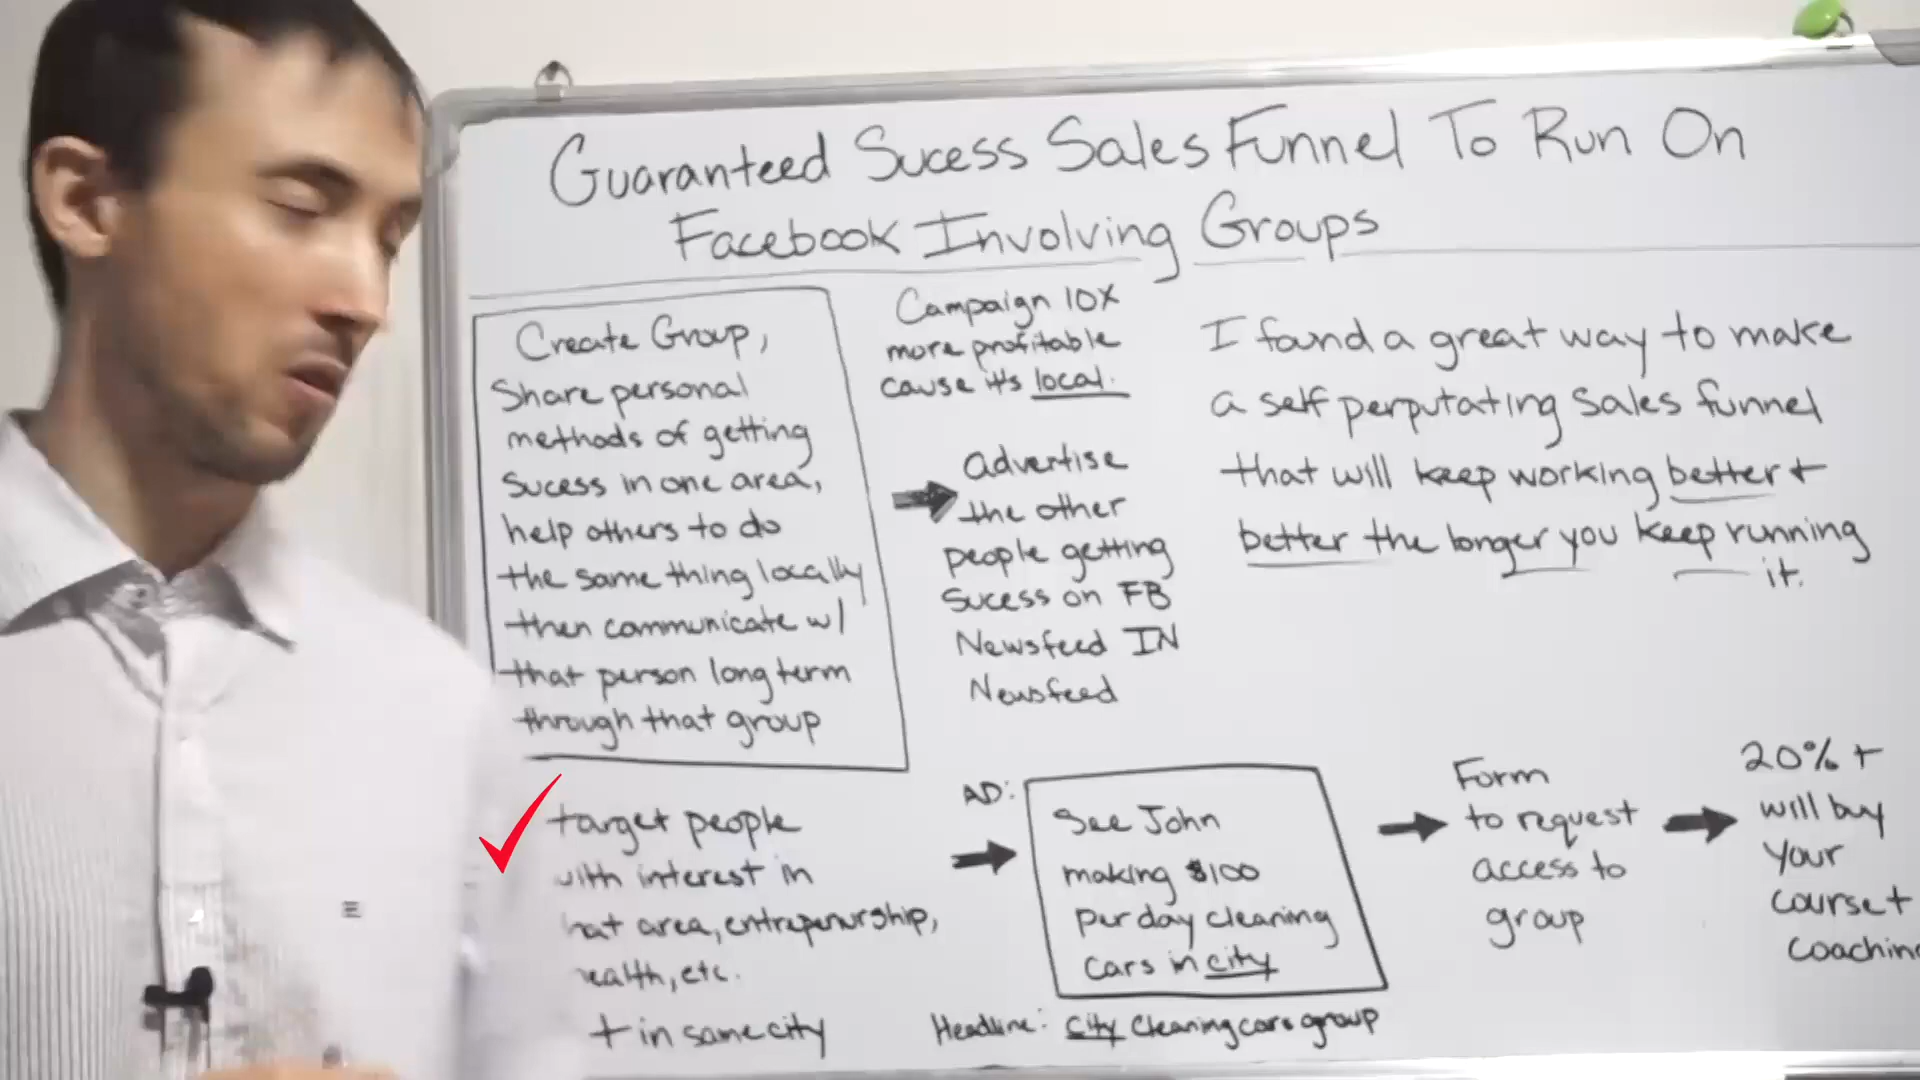 Guaranteed Sucess Sales Funnel To Run On
Facebook Involving Groups
Create Group,
Share personal
methods of getting
Sucess in one area,
help others to do
the same thing locally
then communicate w/
that person long term
through that group
Campaign 10X
more profitable
cause it's local.
Advertise
the other
people getting
Sucess on FB
Newsfeed IN
Newsfeed
I found a great way to make
a self perputating sales funnel
that will keep working better +
better the longer you keep running
it.
target people
with interest in
hat area, entrepenurship,
ealth, etc.
+ in same city
AD:
See John
making $100
per day cleaning
cars in city
Headline: City Cleaning cars group
Form
to request
access to
group
20% +
will buy
your
course +
coaching